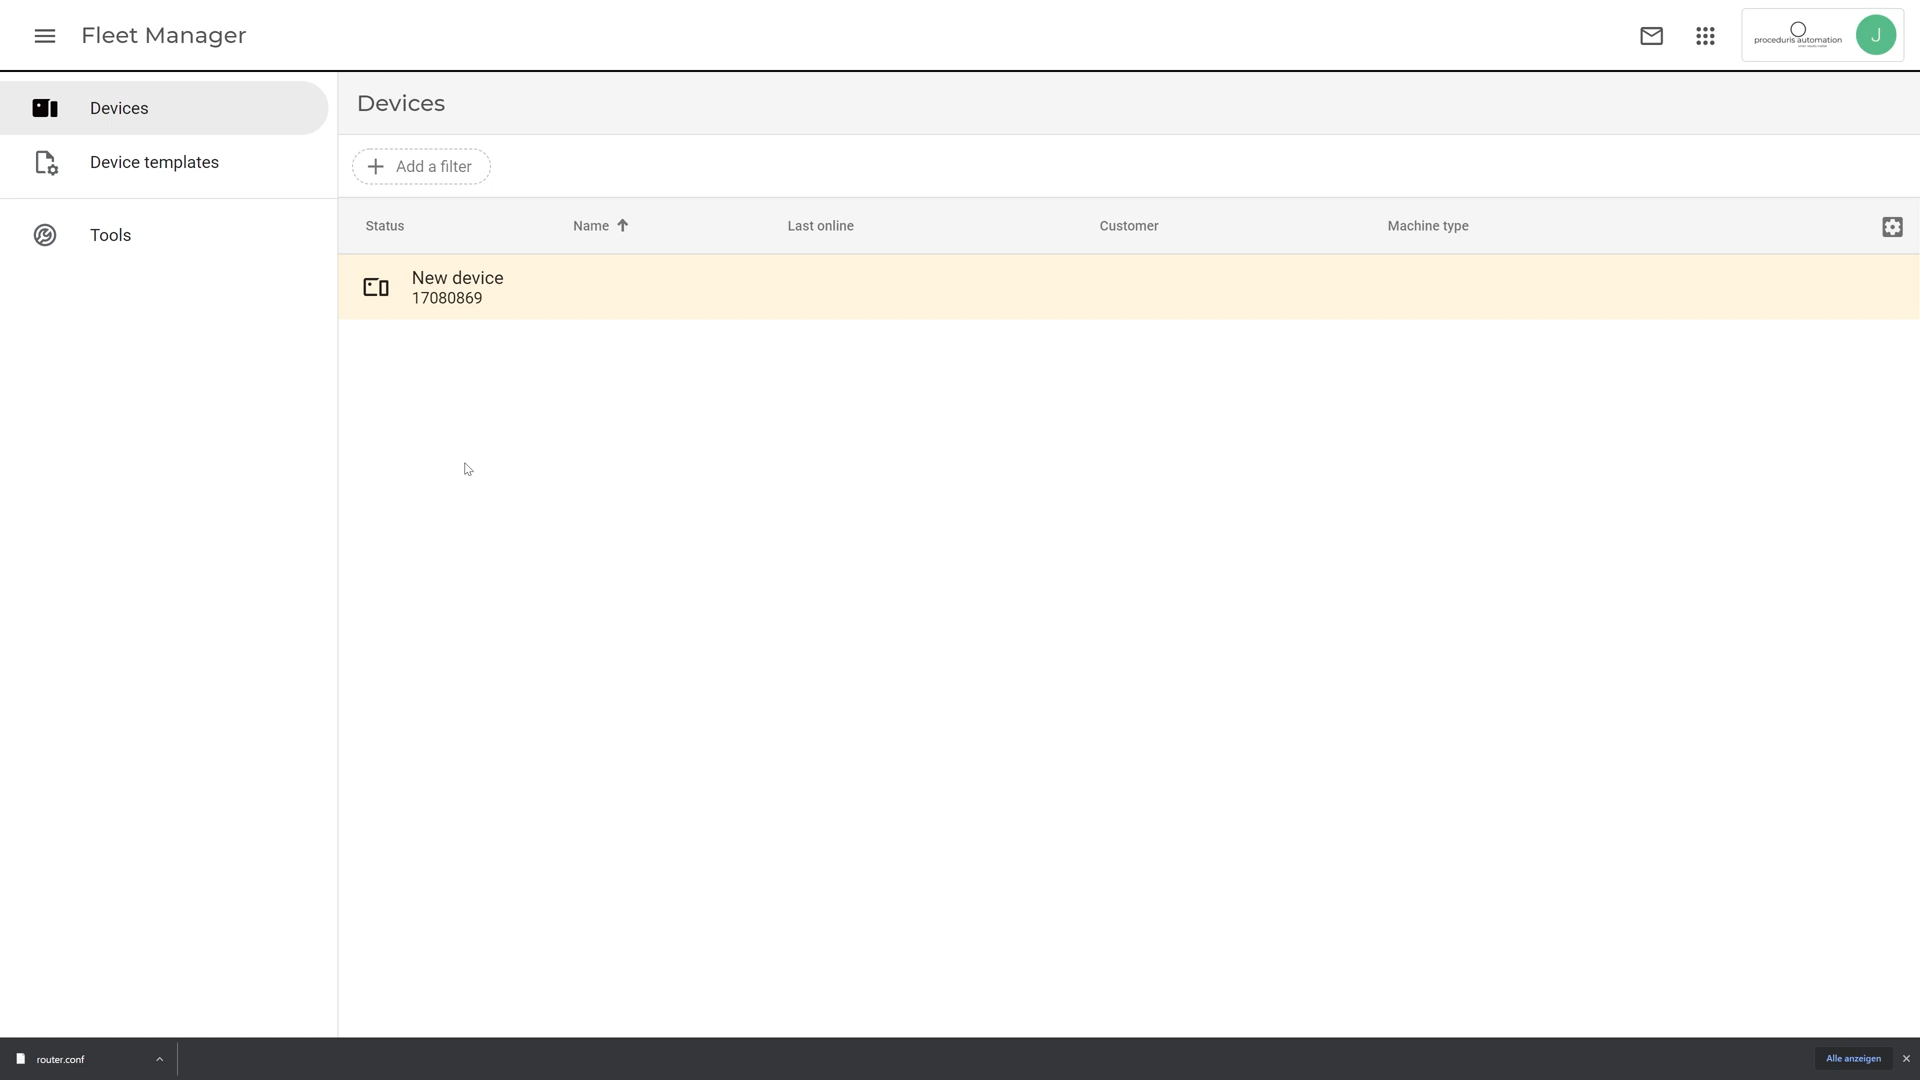 Fleet Manager
proceduris automation
J
Devices
Device templates
Tools
Devices
Add a filter
Status
Name
Last online
Customer
Machine type
New device
17080869
router.conf
Alle anzeigen